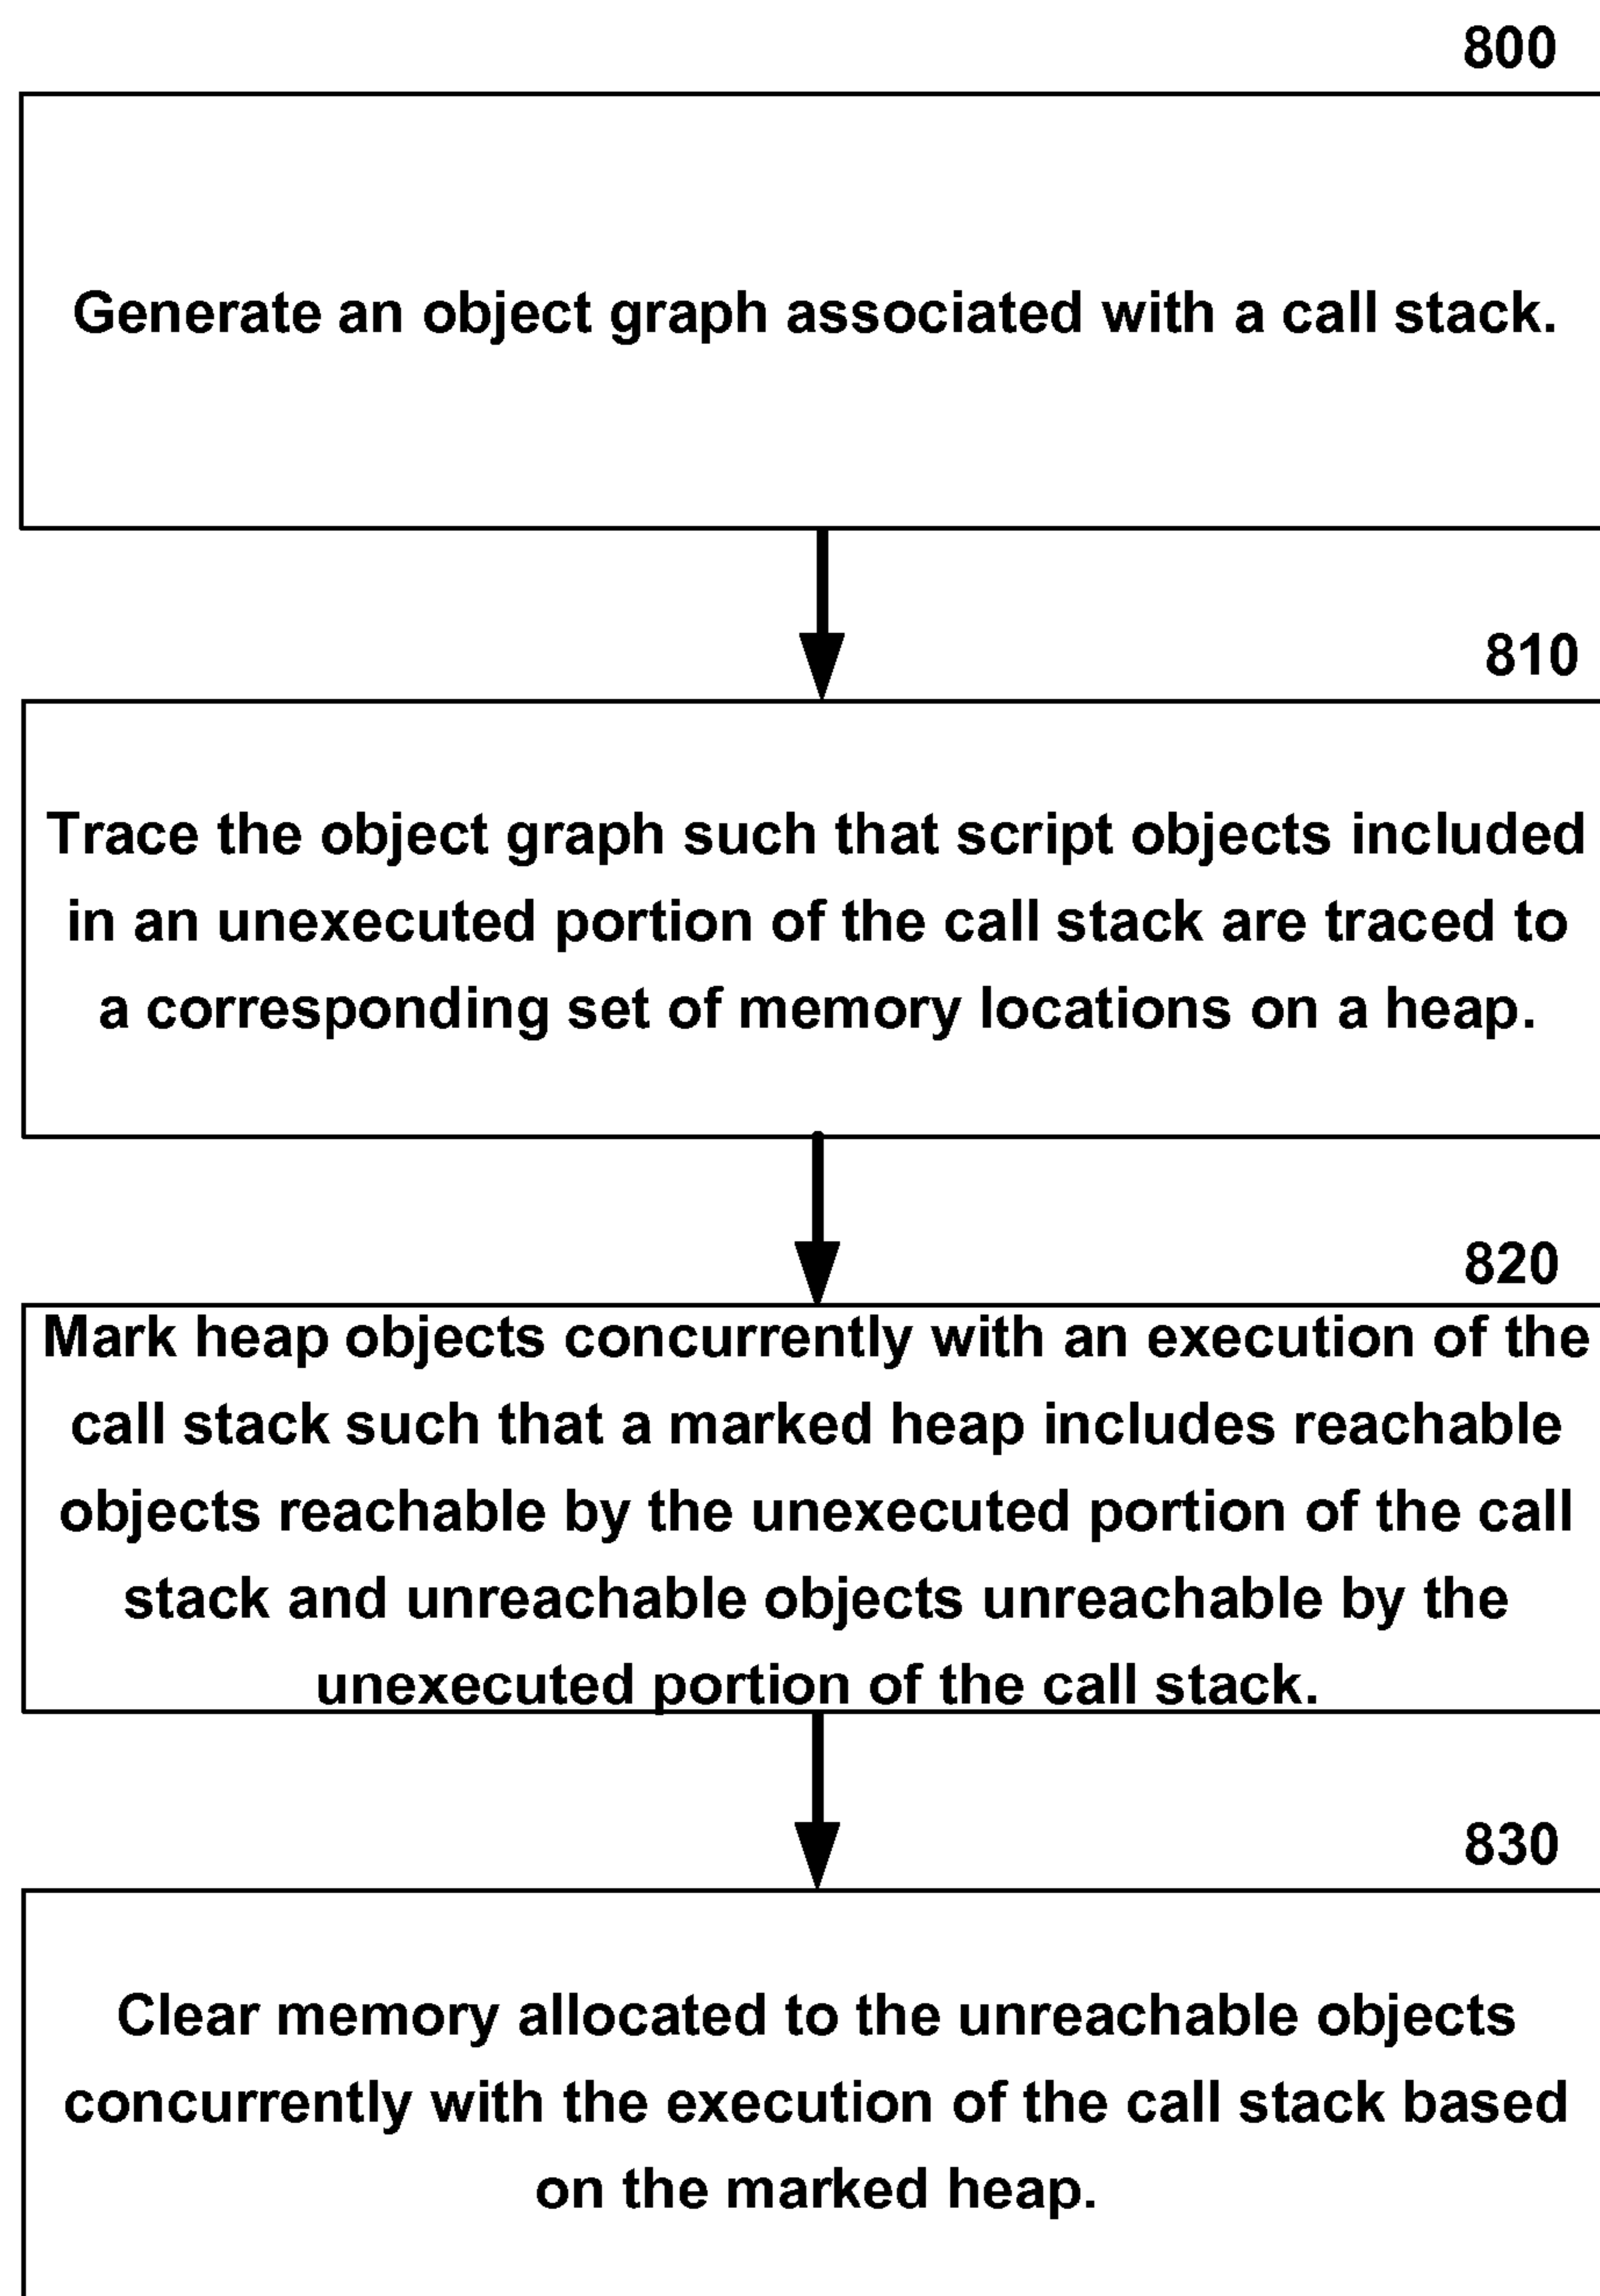 800
Generate an object graph associated with a call stack.
810
Trace the object graph such that script objects included
in an unexecuted portion of the call stack are traced to
a corresponding set of memory locations on a heap.
820
Mark heap objects concurrently with an execution of the
call stack such that a marked heap includes reachable
objects reachable by the unexecuted portion of the call
stack and unreachable objects unreachable by the
unexecuted portion of the call stack.
830
Clear memory allocated to the unreachable objects
concurrently with the execution of the call stack based
on the marked heap.